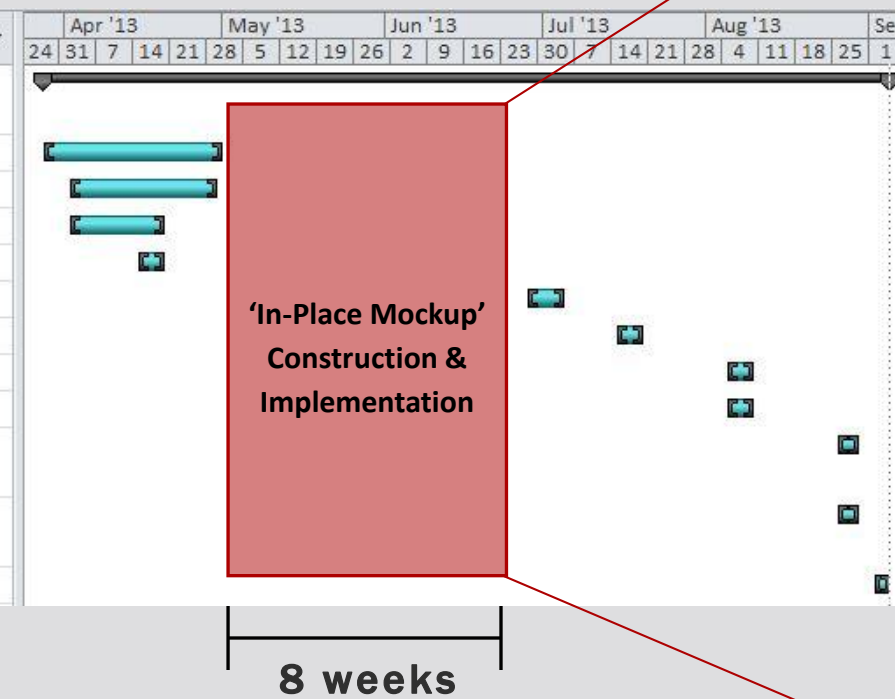 Apr '13 May '13 Jun '13 Jul '13 Aug '13 Se
24 31 7 14 21 28 5 12 19 26 2 9 16 23 30 7 14 21 28 4 11 18 25 1
‘In-Place Mockup’
Construction &
Implementation
8 weeks